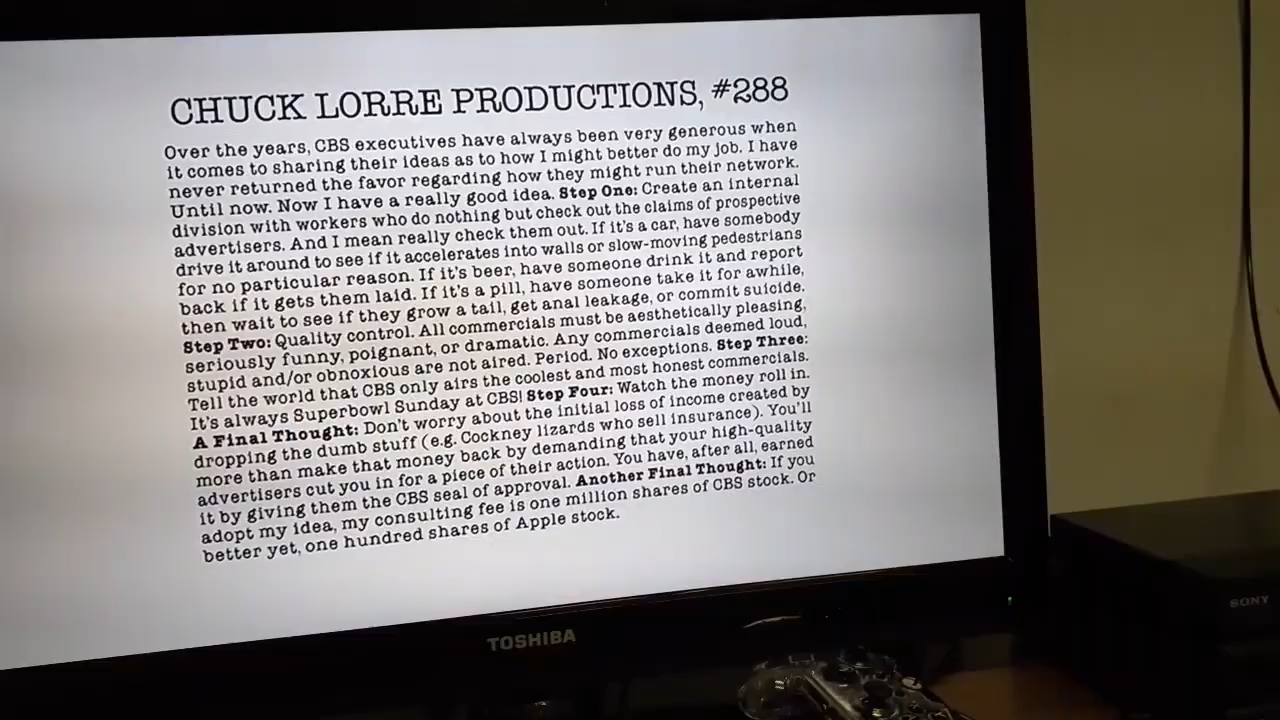 CHUCK LORRE PRODUCTIONS, #288
Over the years, CBS executives have always been very generous when
it comes to sharing their ideas as to how I might better do my job. I have
never returned the favor regarding how they might run their network.
Until now. Now I have a really good idea. Step One: Create an internal
division with workers who do nothing but check out the claims of prospective
advertisers. And I mean really check them out. If it's a car, have somebody
drive it around to see if it accelerates into walls or slow-moving pedestrians
for no particular reason. If it's beer, have someone drink it and report
back if it gets them laid. If it's a pill, have someone take it for awhile,
then wait to see if they grow a tail, get anal leakage, or commit suicide.
Step Two: Quality control. All commercials must be aesthetically pleasing,
seriously funny, poignant, or dramatic. Any commercials deemed loud,
stupid and/or obnoxious are not aired. Period. No exceptions. Step Three:
Tell the world that CBS only airs the coolest and most honest commercials.
It's always Superbowl Sunday at CBS! Step Four: Watch the money roll in.
A Final Thought: Don't worry about the initial loss of income created by
dropping the dumb stuff (e.g. Cockney lizards who sell insurance). You'll
more than make that money back by demanding that your high-quality
advertisers cut you in for a piece of their action. You have, after all, earned
it by giving them the CBS seal of approval. Another Final Thought: If you
adopt my idea, my consulting fee is one million shares of CBS stock. Or
better yet, one hundred shares of Apple stock.
TOSHIBA
SONY